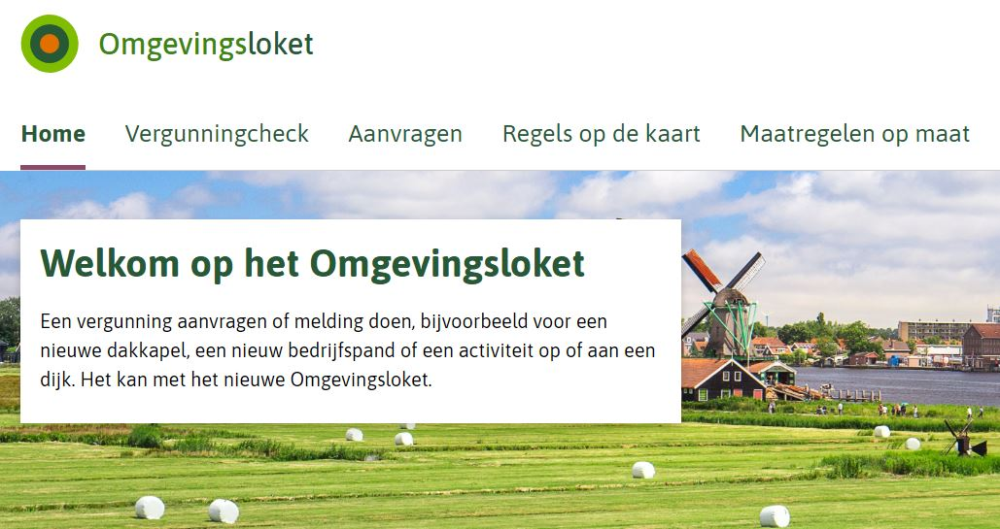 Omgevingsloket
Home Vergunningcheck Aanvragen Regels op de kaart Maatregelen op maat
Welkom op het Omgevingsloket
Een vergunning aanvragen of melding doen, bijvoorbeeld voor een
nieuwe dakkapel, een nieuw bedrijfspand of een activiteit op of aan een
dijk. Het kan met het nieuwe Omgevingsloket.